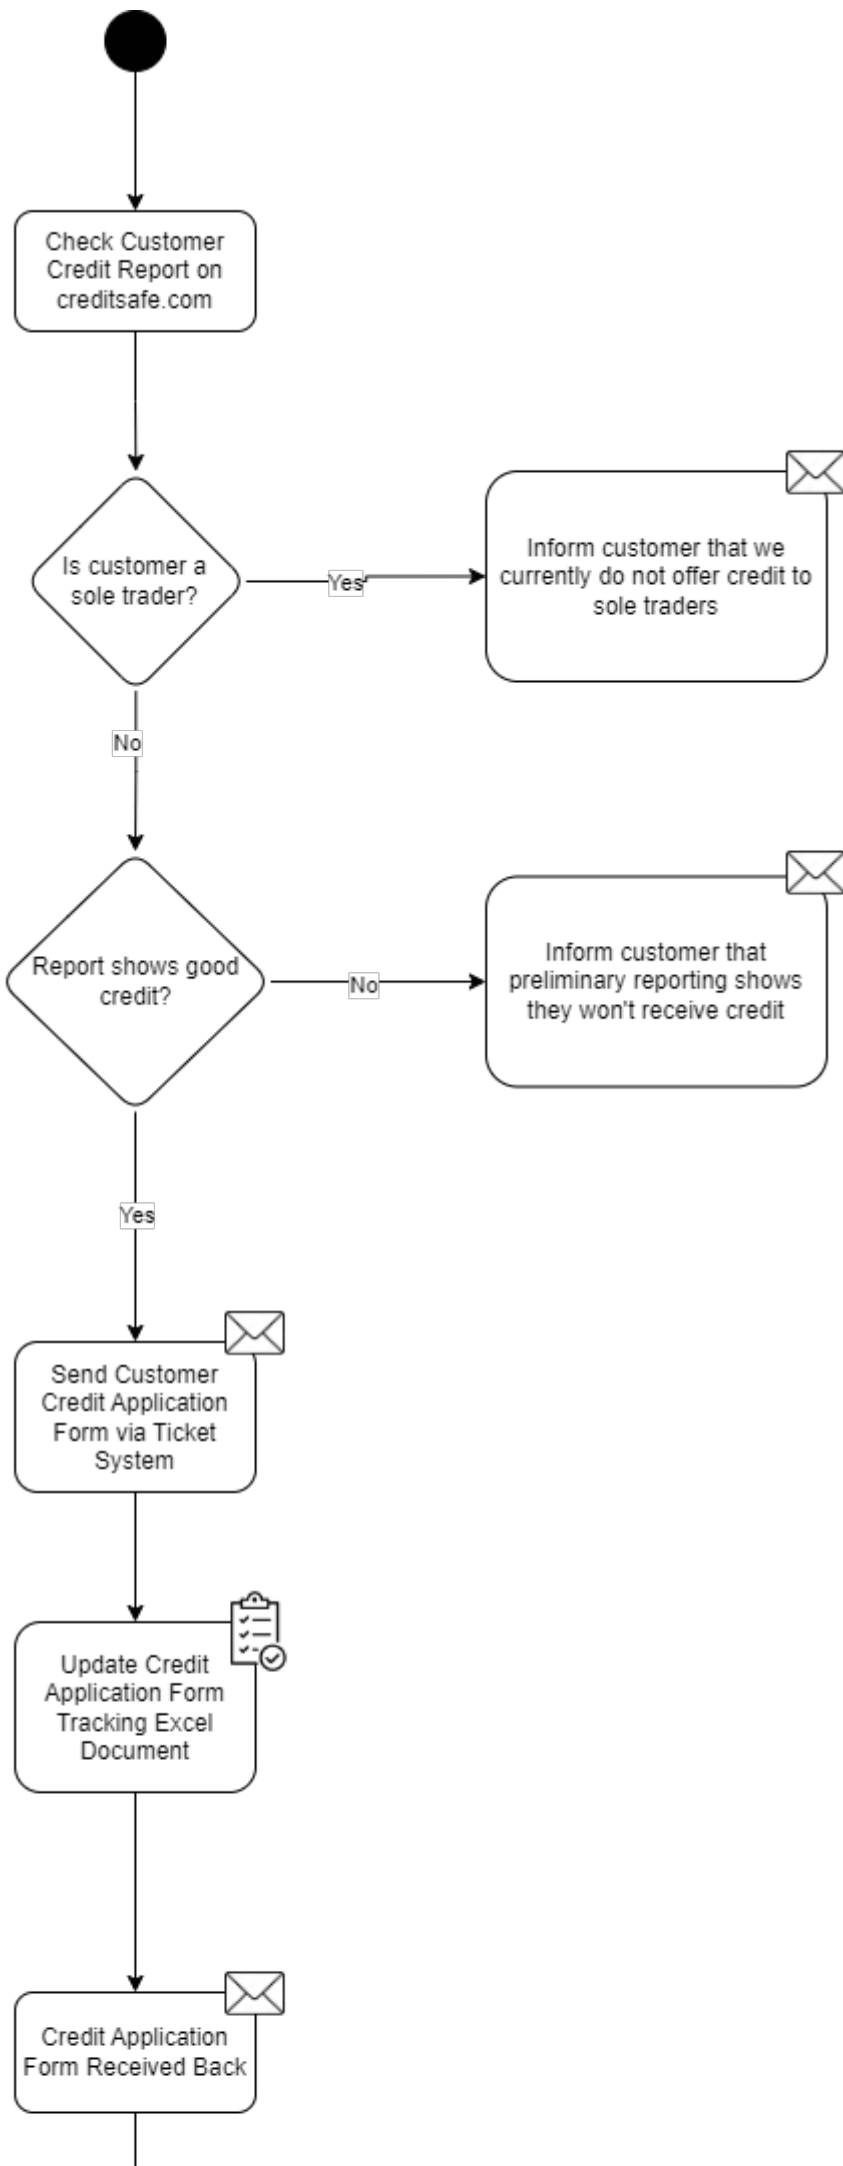 Check Customer
Credit Report on
creditsafe.com
Is customer a
sole trader?
Yes
Inform customer that we
currently do not offer credit to
sole traders
No
Report shows good
credit?
No
Inform customer that
preliminary reporting shows
they won't receive credit
Yes
Send Customer
Credit Application
Form via Ticket
System
Update Credit
Application Form
Tracking Excel
Document
Credit Application
Form Received Back